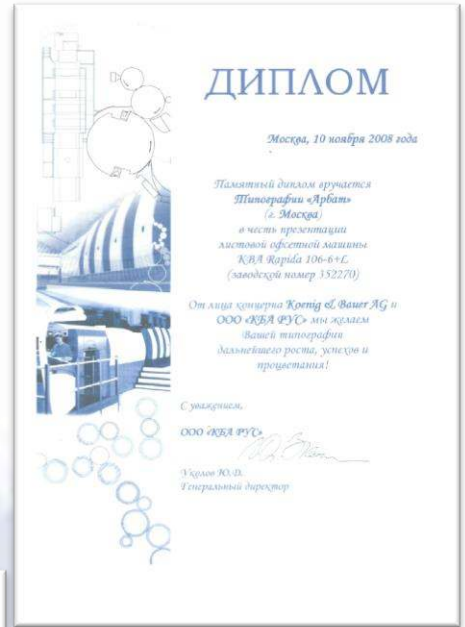 ДИПЛОМ
Москва, 10 ноября 2008 года
Памятный диплом вручается
Типографии «Арбат»
(г. Москва)
в честь презентации
листовой офсетной машины
KBA Rapida 106-6+L
(заводской номер 352270)
От лица концерна Koenig & Bauer AG и
ООО «КБА РУС» мы желаем
Вашей типографии
дальнейшего роста, успехов и
процветания!
С уважением,
ООО «КБА РУС»
Уколов Ю.D.
Генеральный директор